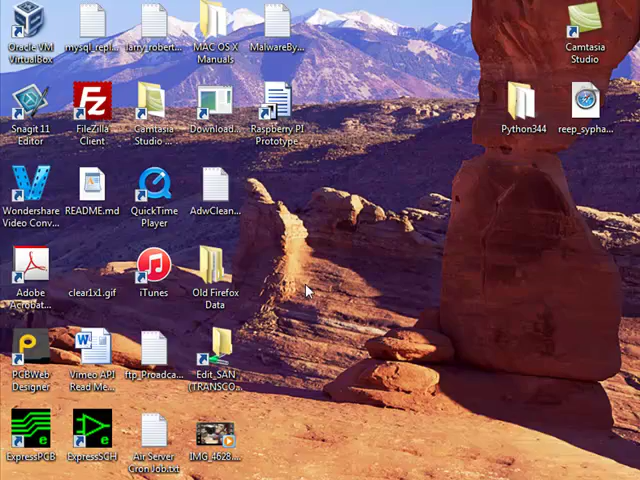 Oracle VM
VirtualBox
mysql_repl...
larry_robert...
MAC OS X
Manuals
MalwareBy...
Camtasia
Studio
Snagit 11
Editor
FileZilla
Client
Camtasia
Studio ...
Download...
Raspberry PI
Prototype
Python344
reep_sypha...
Wondershare
Video Conv...
README.md
QuickTime
Player
AdwClean...
Adobe
Acrobat...
clear1x1.gif
iTunes
Old Firefox
Data
PCBWeb
Designer
Vimeo API
Read Me...
ftp_Proadca...
Edit_SAN
(TRANSCO...
ExpressPCB
ExpressSCH
Air Server
Cron Job.txt
IMG_4628....